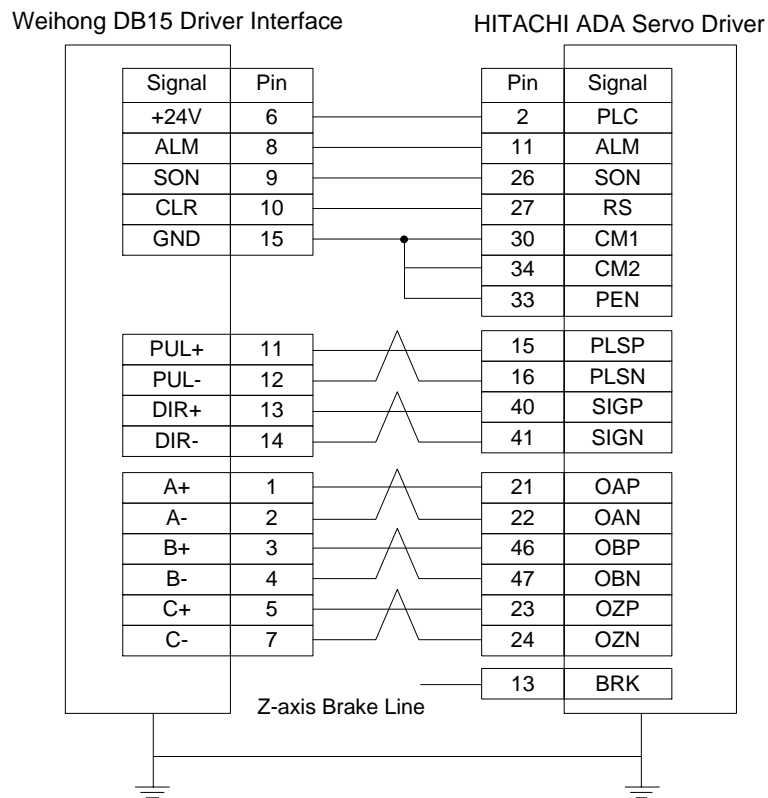 Weihong DB15 Driver Interface HITACHI ADA Servo Driver
Signal Pin Pin Signal
+24V 6 2 PLC
ALM 8 11 ALM
SON 9 26 SON
CLR 10 27 RS
GND 15 30 CM1
34 CM2
33 PEN
PUL+ 11 15 PLSP
PUL- 12 16 PLSN
DIR+ 13 40 SIGP
DIR- 14 41 SIGN
A+ 1 21 OAP
A- 2 22 OAN
B+ 3 46 OBP
B- 4 47 OBN
C+ 5 23 OZP
C- 7 24 OZN
13 BRK
Z-axis Brake Line